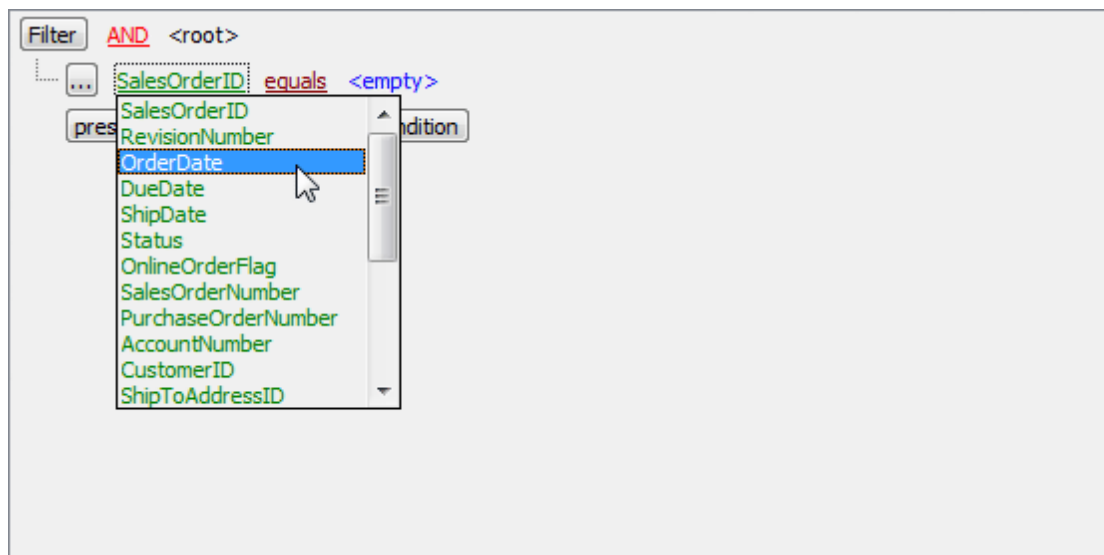 Filter AND <root>
... SalesOrderID equals <empty>
SalesOrderID
RevisionNumber
OrderDate
DueDate
ShipDate
Status
OnlineOrderFlag
SalesOrderNumber
PurchaseOrderNumber
AccountNumber
CustomerID
ShipToAddressID